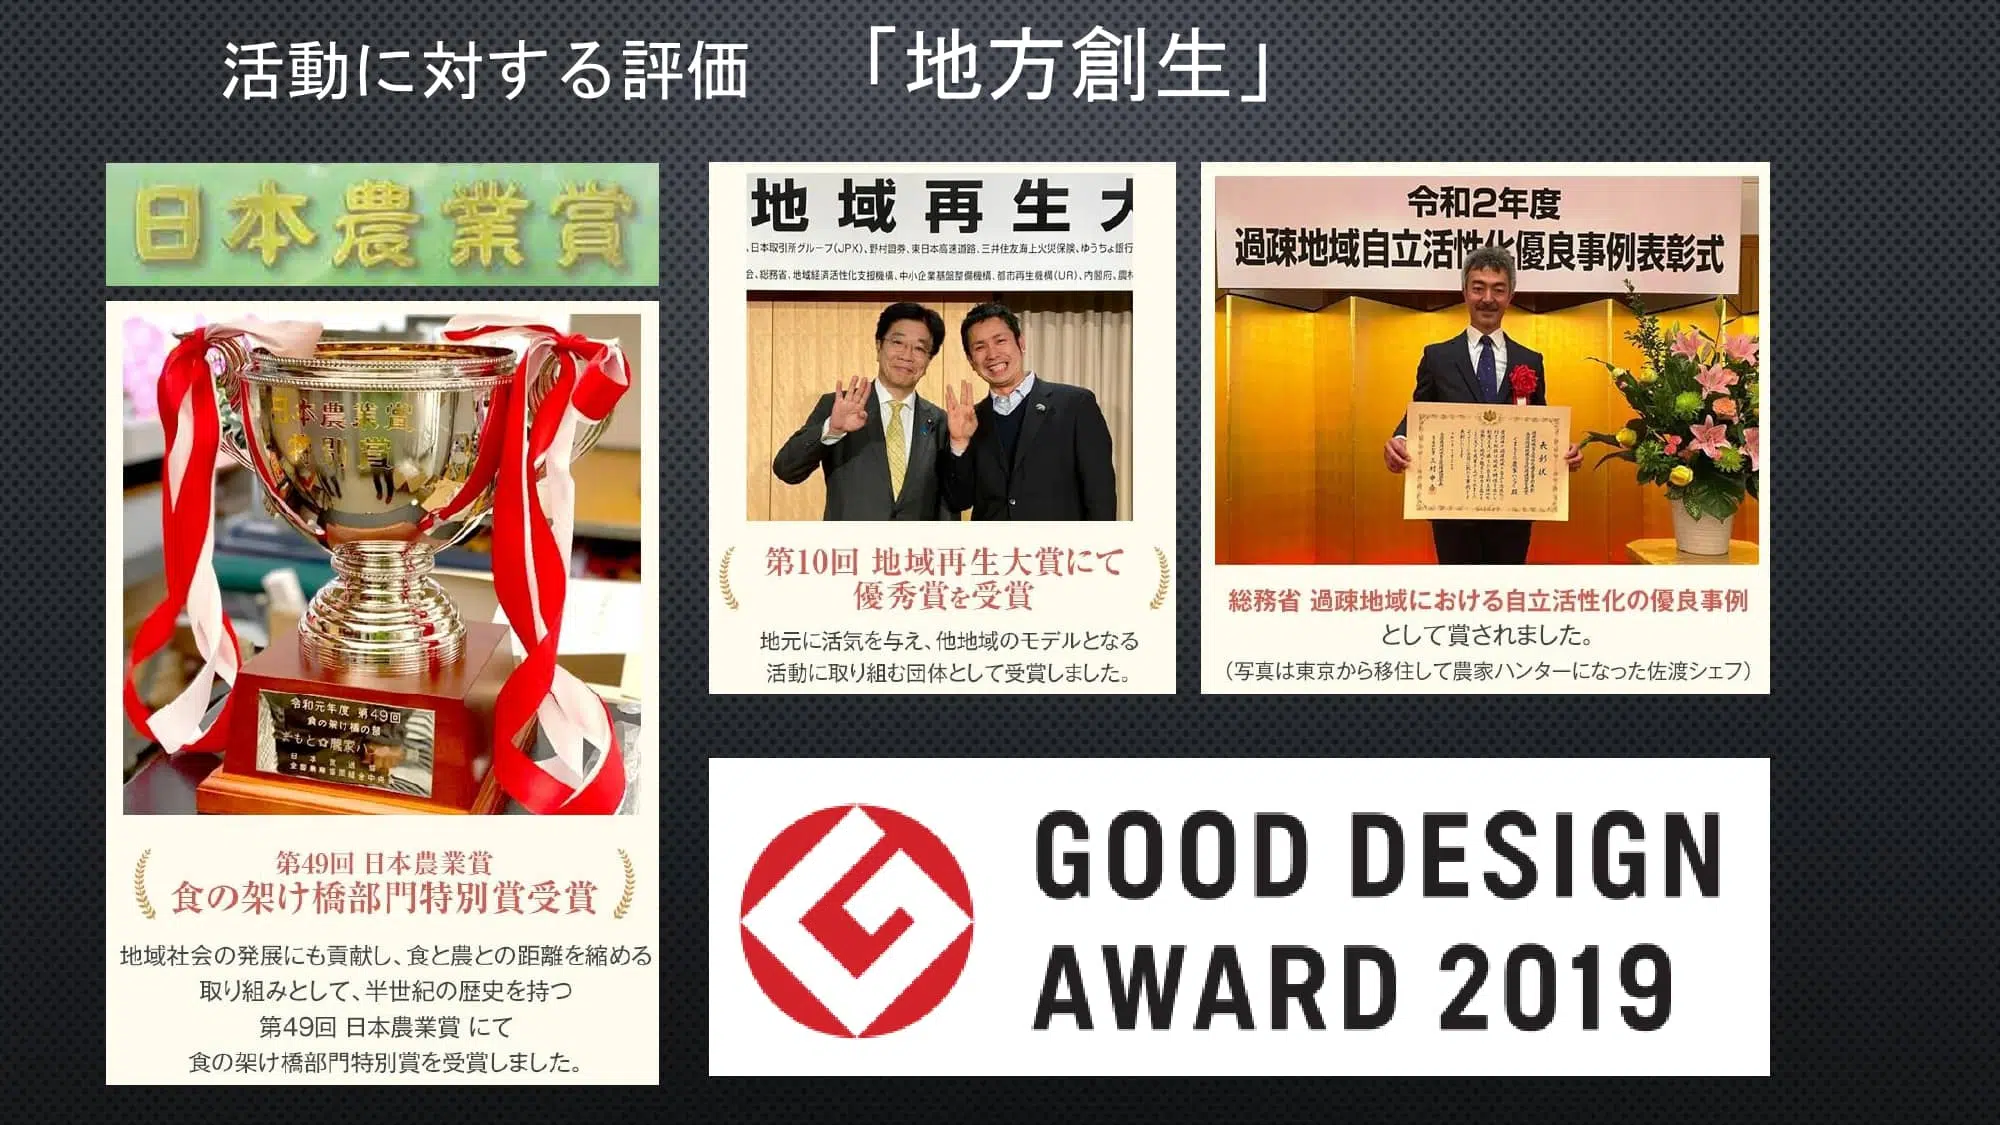 活動に対する評価 「地方創生」
日本農業賞
日本農業賞
特別賞
令和元年度 第49回
食の架け橋の部
まもと☆農家ハン
第49回 日本農業賞
食の架け橋部門特別賞受賞
地域社会の発展にも貢献し、食と農との距離を縮める
取り組みとして、半世紀の歴史を持つ
第49回 日本農業賞 にて
食の架け橋部門特別賞を受賞しました。
地域再生大
、日本取引所グループ(JPX)、野村證券、東日本高速道路、三井住友海上火災保険、ゆうちょ銀行
会、総務省、地域経済活性化支援機構、中小企業基盤整備機構、都市再生機構(UR)、内閣府、農林
第10回 地域再生大賞にて
優秀賞を受賞
地元に活気を与え、他地域のモデルとなる
活動に取り組む団体として受賞しました。
令和2年度
過疎地域自立活性化優良事例表彰式
表彰状
総務省 過疎地域における自立活性化の優良事例
として賞されました。
（写真は東京から移住して農家ハンターになった佐渡シェフ）
GOOD DESIGN
AWARD 2019